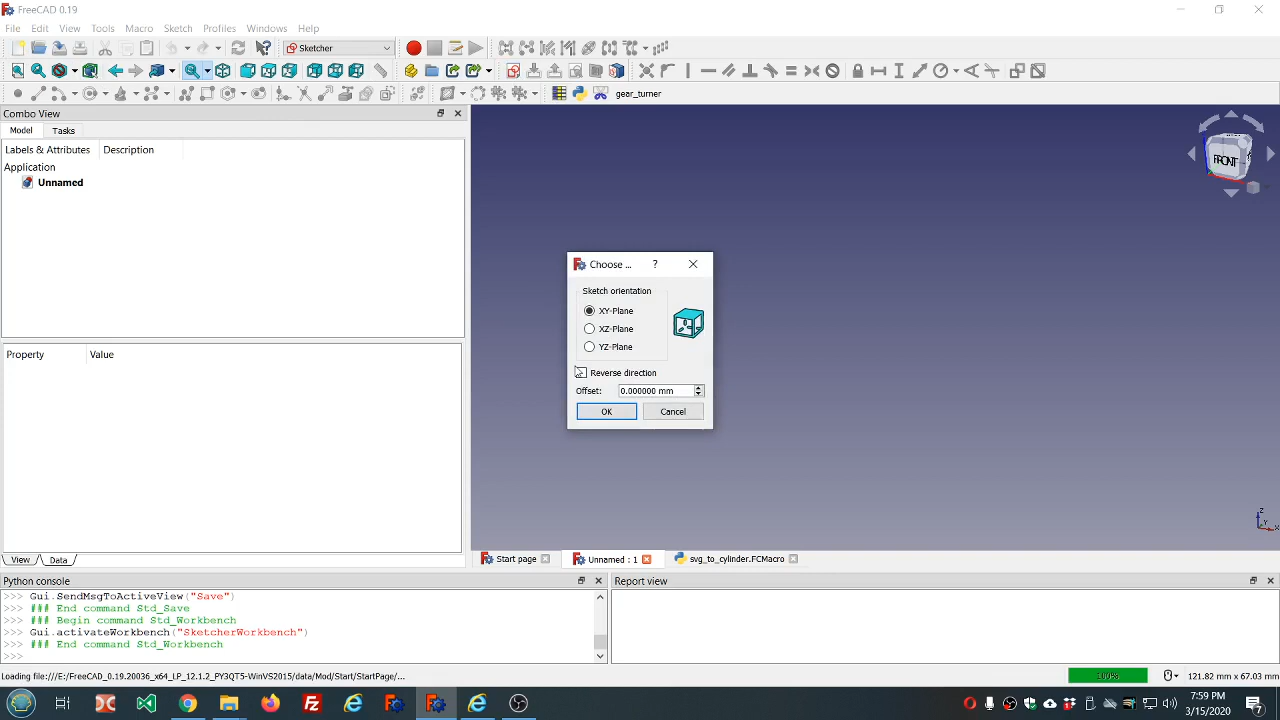 FreeCAD 0.19
File Edit View Tools Macro Sketch Profiles Windows Help
Sketcher
gear_turner
Combo View
Model Tasks
Labels & Attributes Description
Application
Unnamed
FRONT
Choose ... ?
Sketch orientation
XY-Plane
XZ-Plane
YZ-Plane
Reverse direction
Offset: 0.000000 mm
OK Cancel
Property Value
View Data
Start page Unnamed : 1 svg_to_cylinder.FCMacro
Python console
>>> Gui.SendMsgToActiveView("Save")
>>> ### End command Std_Save
>>> ### Begin command Std_Workbench
>>> Gui.activateWorkbench("SketcherWorkbench")
>>> ### End command Std_Workbench
>>>
Report view
Loading file:///E:/FreeCAD_0.19.20036_x64_LP_12.1.2_PY3QT5-WinVS2015/data/Mod/Start/StartPage/...
100%
121.82 mm x 67.03 mm
7:59 PM
3/15/2020